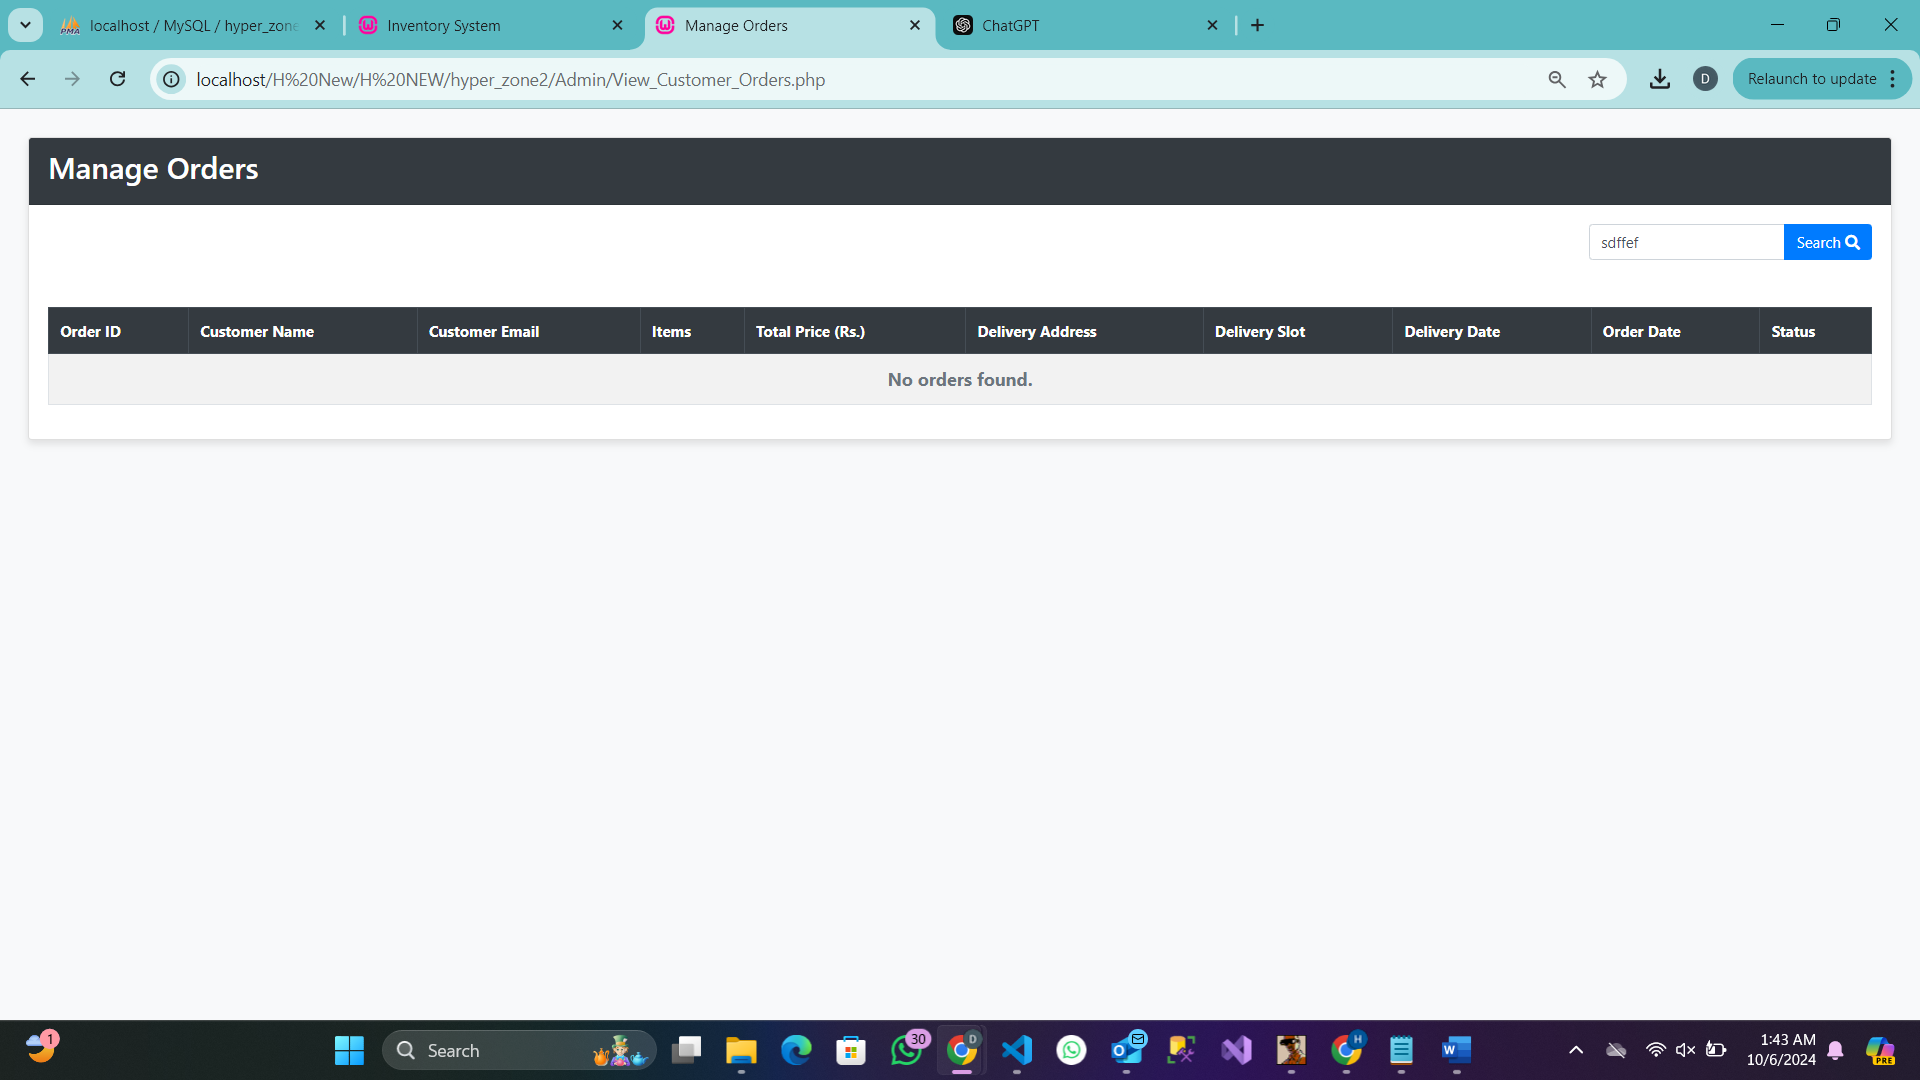 localhost / MySQL / hyper_zone
Inventory System
Manage Orders
ChatGPT
localhost/H%20New/H%20NEW/hyper_zone2/Admin/View_Customer_Orders.php
D
Relaunch to update
Manage Orders
sdffef
Search
Order ID Customer Name Customer Email Items Total Price (Rs.) Delivery Address Delivery Slot Delivery Date Order Date Status
No orders found.
1
Search
30
D
H
1:43 AM
10/6/2024
PRE